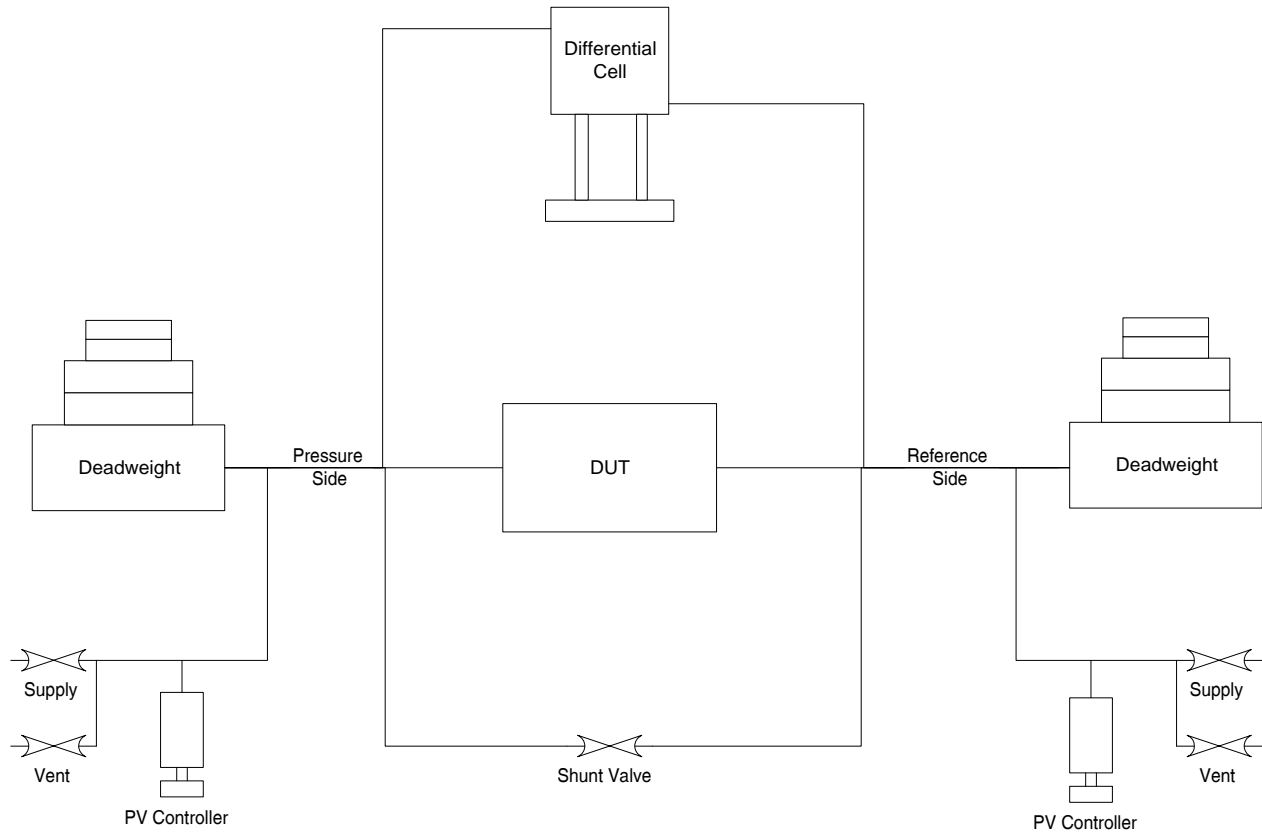 Differential
Cell
Deadweight
Pressure
Side
DUT
Reference
Side
Deadweight
Supply
Vent
PV Controller
Shunt Valve
Supply
Vent
PV Controller